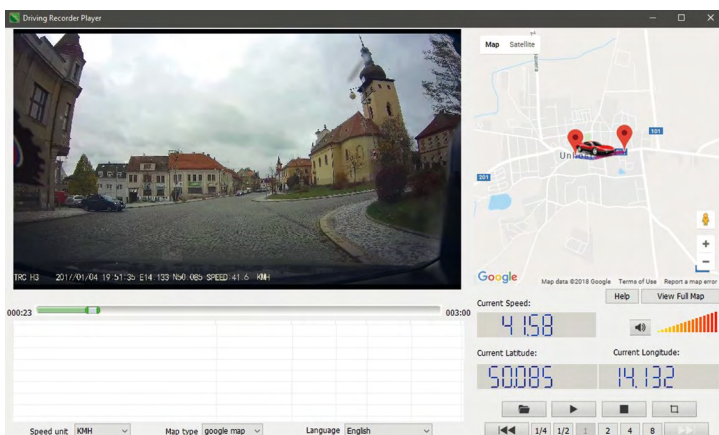 Driving Recorder Player
Map Satellite
101
201
Google
Map data ©2018 Google Terms of Use Report a map error
TRC H3 2017/01/04 19:51:35 E14.133 N50.085 SPEED:41.6 KMH
000:23
003:00
Help View Full Map
Current Speed:
41.58
Current Latitude: Current Longitude:
50.085 14.132
Speed unit KMH Map type google map Language English
1/4 1/2 1 2 4 8